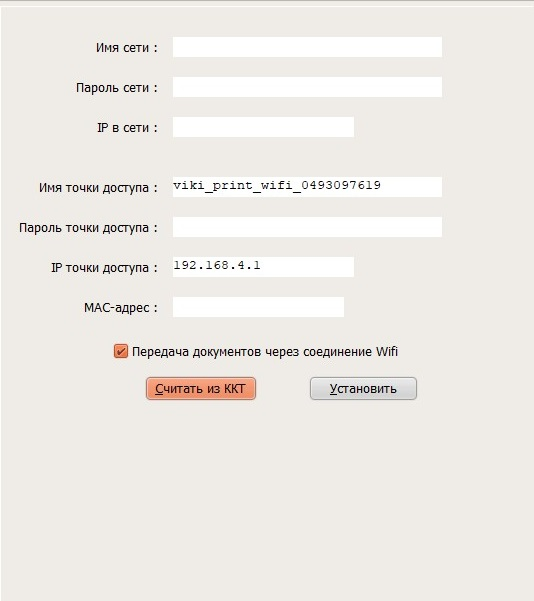 Имя сети :
Пароль сети :
IP в сети :
Имя точки доступа : viki_print_wifi_0493097619
Пароль точки доступа :
IP точки доступа : 192.168.4.1
MAC-адрес :
Передача документов через соединение Wifi
Считать из ККТ Установить